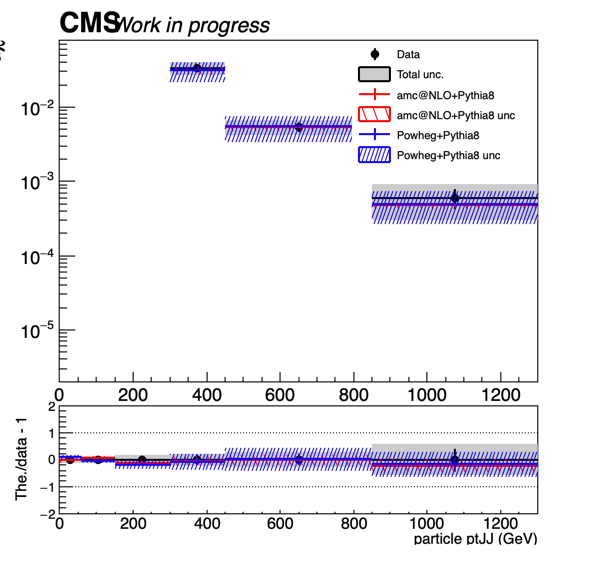 CMS Work in progress
Data
Total unc.
amc@NLO+Pythia8
amc@NLO+Pythia8 unc
Powheg+Pythia8
Powheg+Pythia8 unc
10⁻²
10⁻³
10⁻⁴
10⁻⁵
0 200 400 600 800 1000 1200
The./data - 1
2
1
0
−1
−2
0 200 400 600 800 1000 1200
particle ptJJ (GeV)